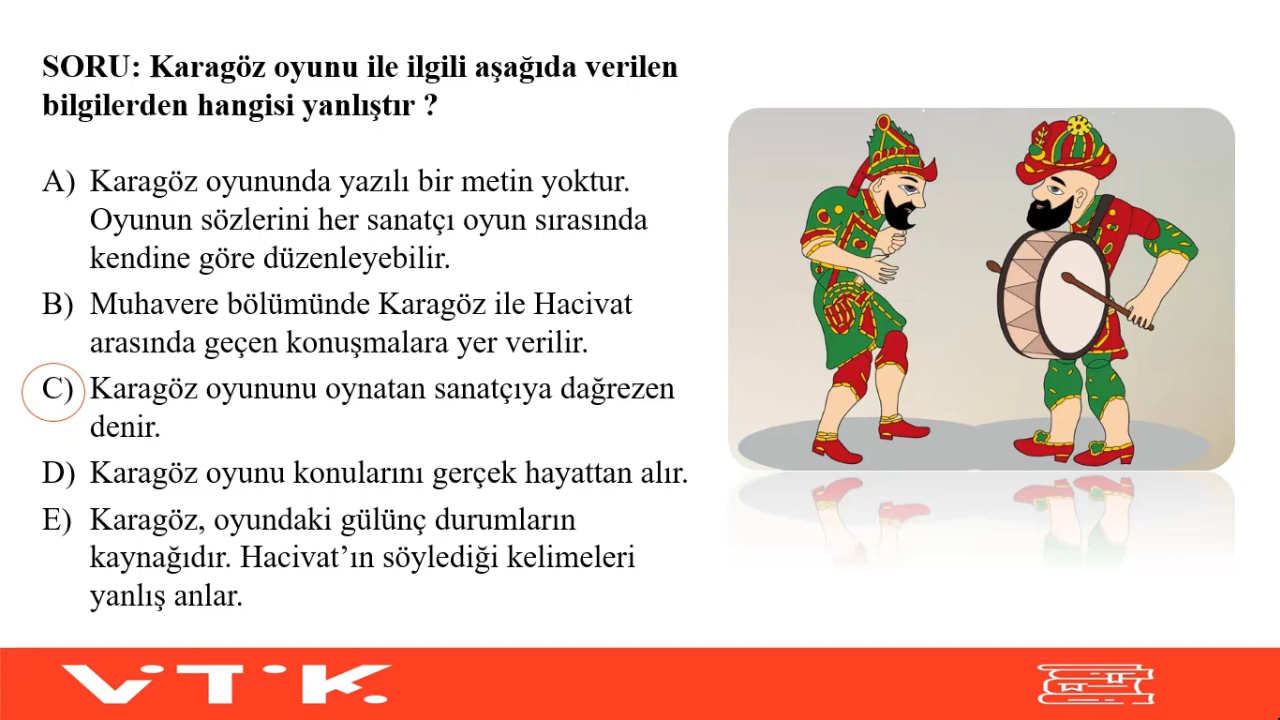 SORU: Karagöz oyunu ile ilgili aşağıda verilen
bilgilerden hangisi yanlıştır ?
A) Karagöz oyununda yazılı bir metin yoktur.
Oyunun sözlerini her sanatçı oyun sırasında
kendine göre düzenleyebilir.
B) Muhavere bölümünde Karagöz ile Hacivat
arasında geçen konuşmalara yer verilir.
C) Karagöz oyununu oynatan sanatçıya dağrezen
denir.
D) Karagöz oyunu konularını gerçek hayattan alır.
E) Karagöz, oyundaki gülünç durumların
kaynağıdır. Hacivat’ın söylediği kelimeleri
yanlış anlar.
VİTİK